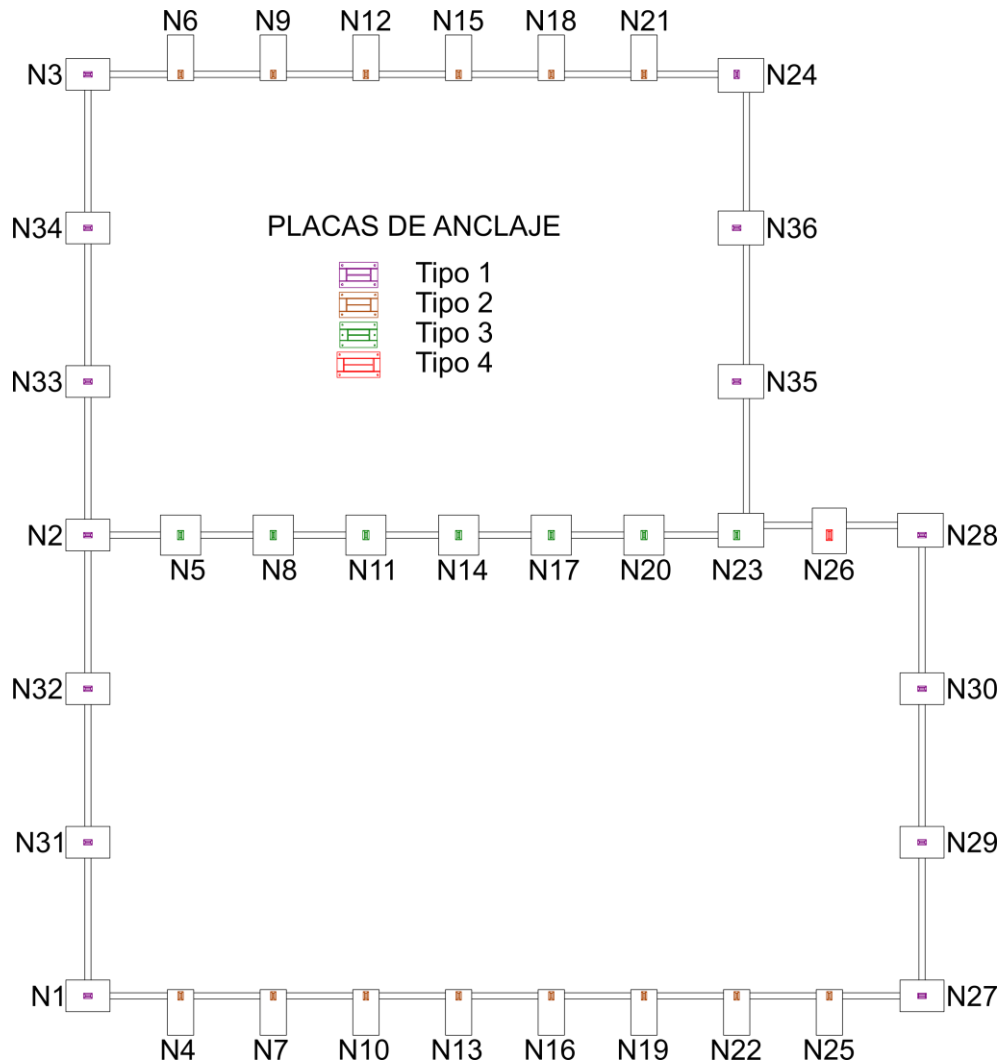 N6 N9 N12 N15 N18 N21
N3 N24
N34 N36
PLACAS DE ANCLAJE
Tipo 1
Tipo 2
Tipo 3
Tipo 4
N33 N35
N2 N28
N5 N8 N11 N14 N17 N20 N23 N26
N32 N30
N31 N29
N1 N27
N4 N7 N10 N13 N16 N19 N22 N25